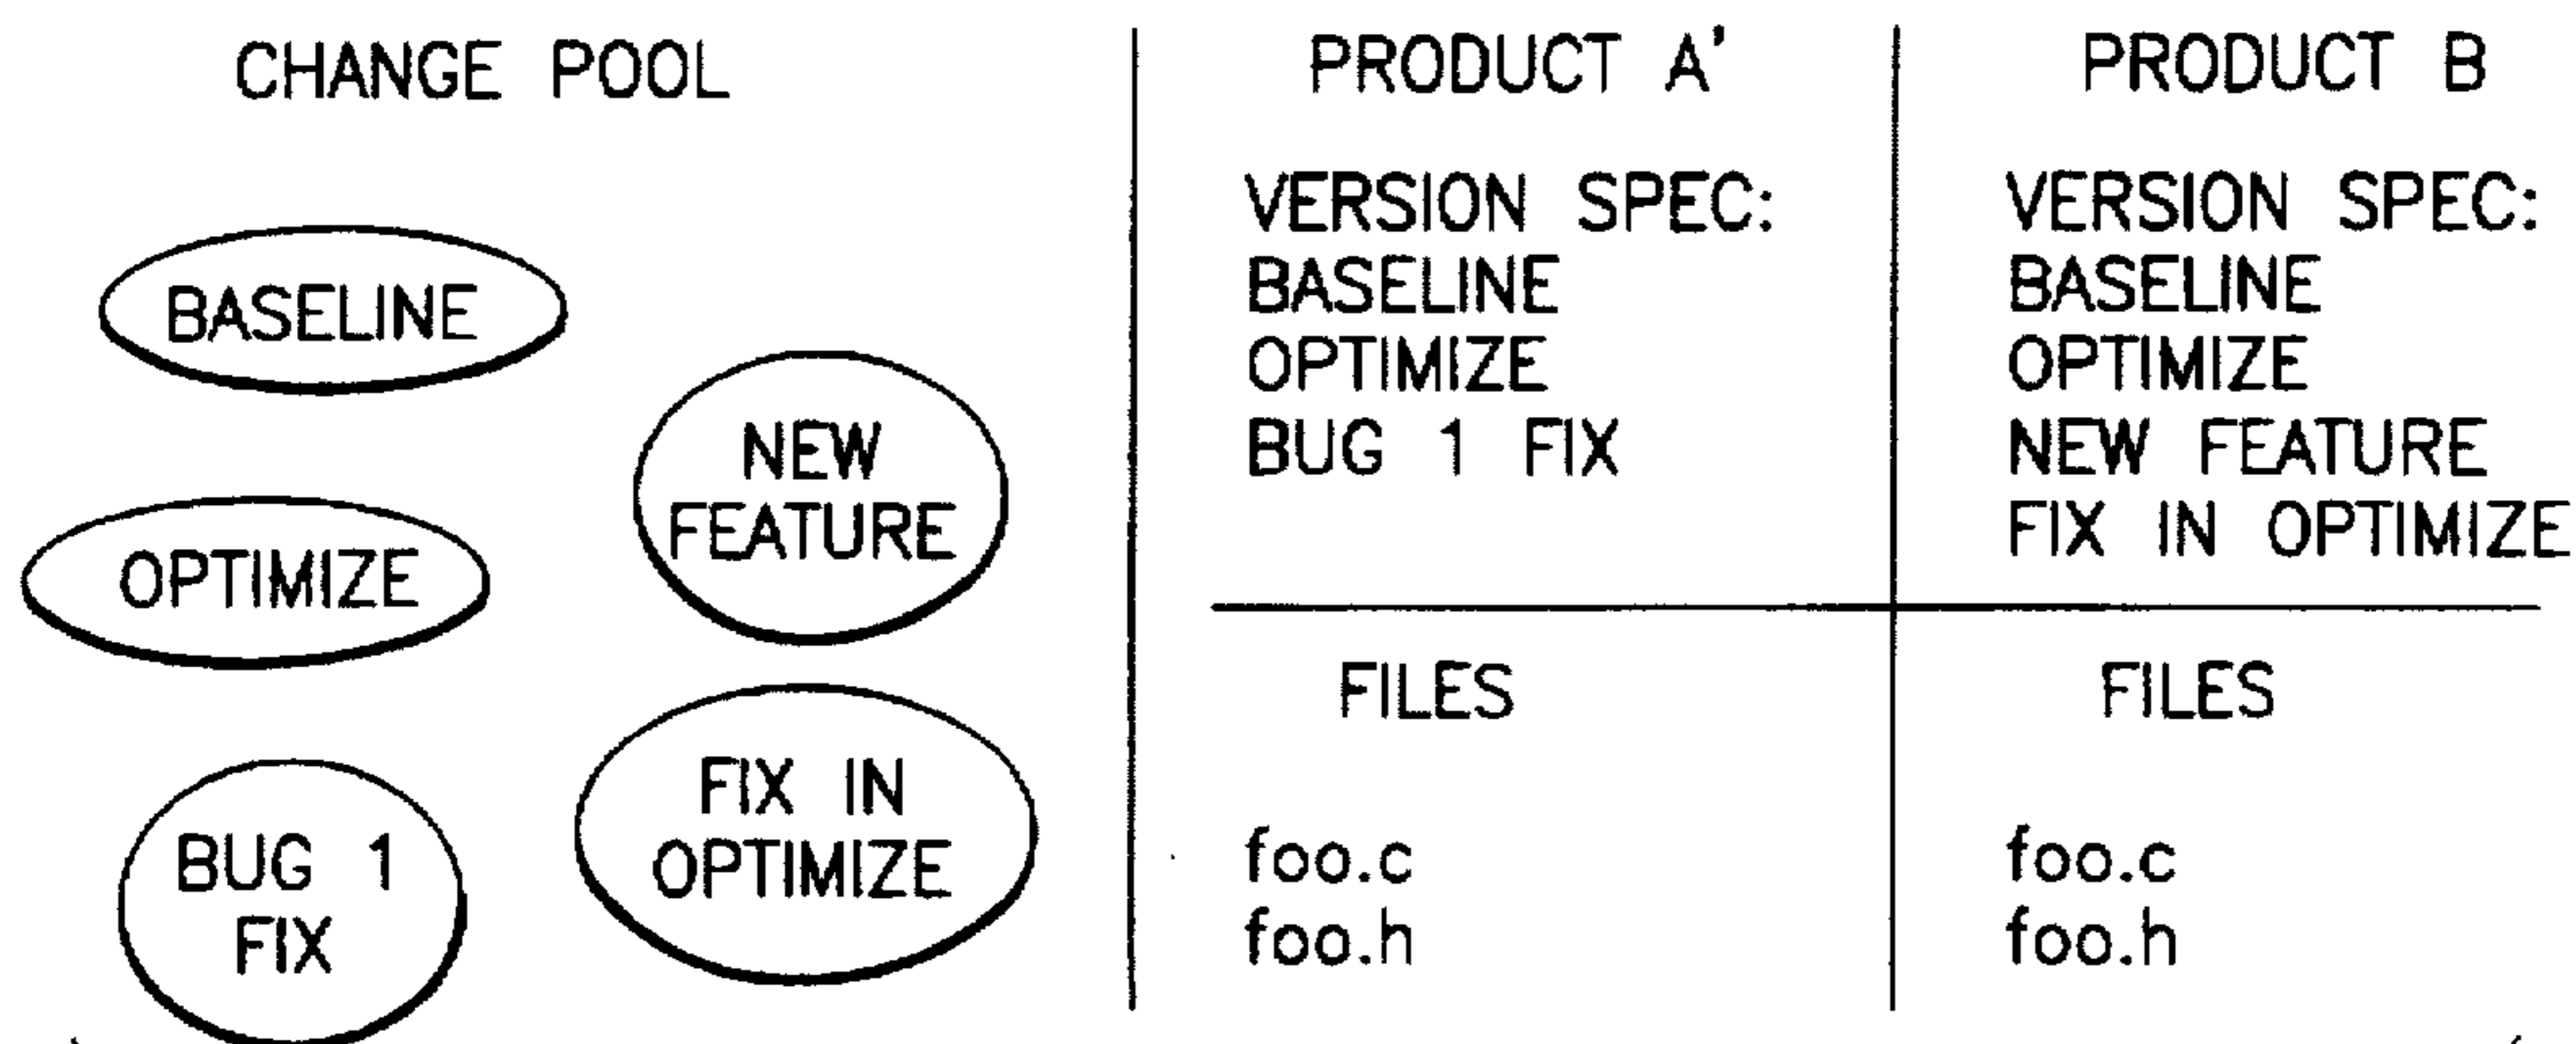 CHANGE POOL
BASELINE
NEW
FEATURE
OPTIMIZE
FIX IN
OPTIMIZE
BUG 1
FIX
PRODUCT A'
VERSION SPEC:
BASELINE
OPTIMIZE
BUG 1 FIX
FILES
foo.c
foo.h
PRODUCT B
VERSION SPEC:
BASELINE
OPTIMIZE
NEW FEATURE
FIX IN OPTIMIZE
FILES
foo.c
foo.h